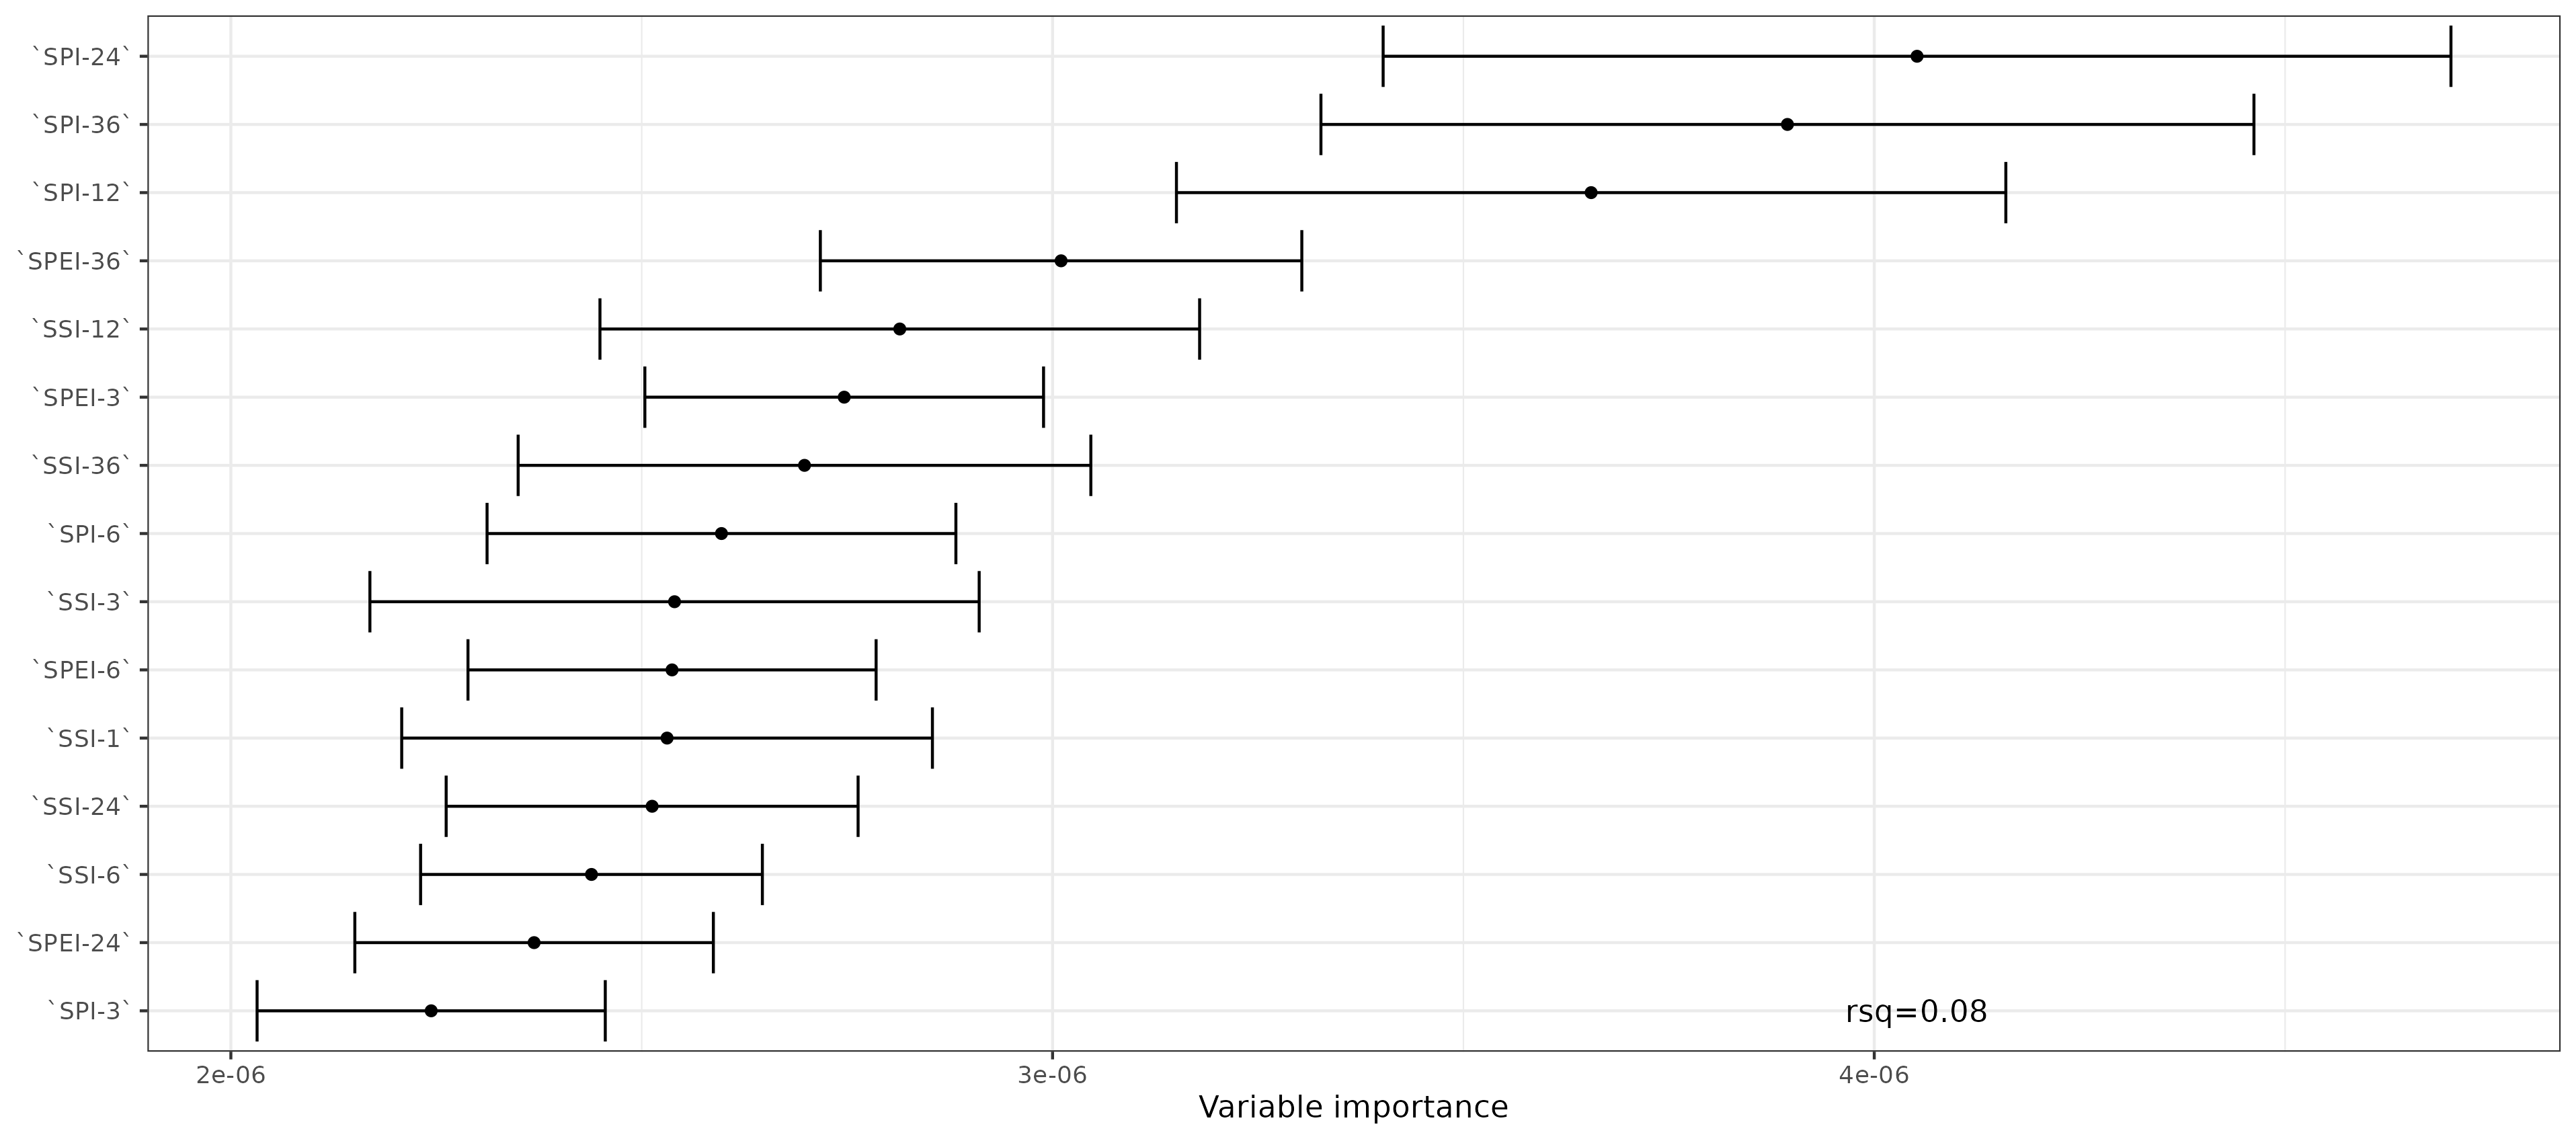 `SPI-24`
`SPI-36`
`SPI-12`
`SPEI-36`
`SSI-12`
`SPEI-3`
`SSI-36`
`SPI-6`
`SSI-3`
`SPEI-6`
`SSI-1`
`SSI-24`
`SSI-6`
`SPEI-24`
`SPI-3`
rsq=0.08
2e-06 3e-06 4e-06
Variable importance